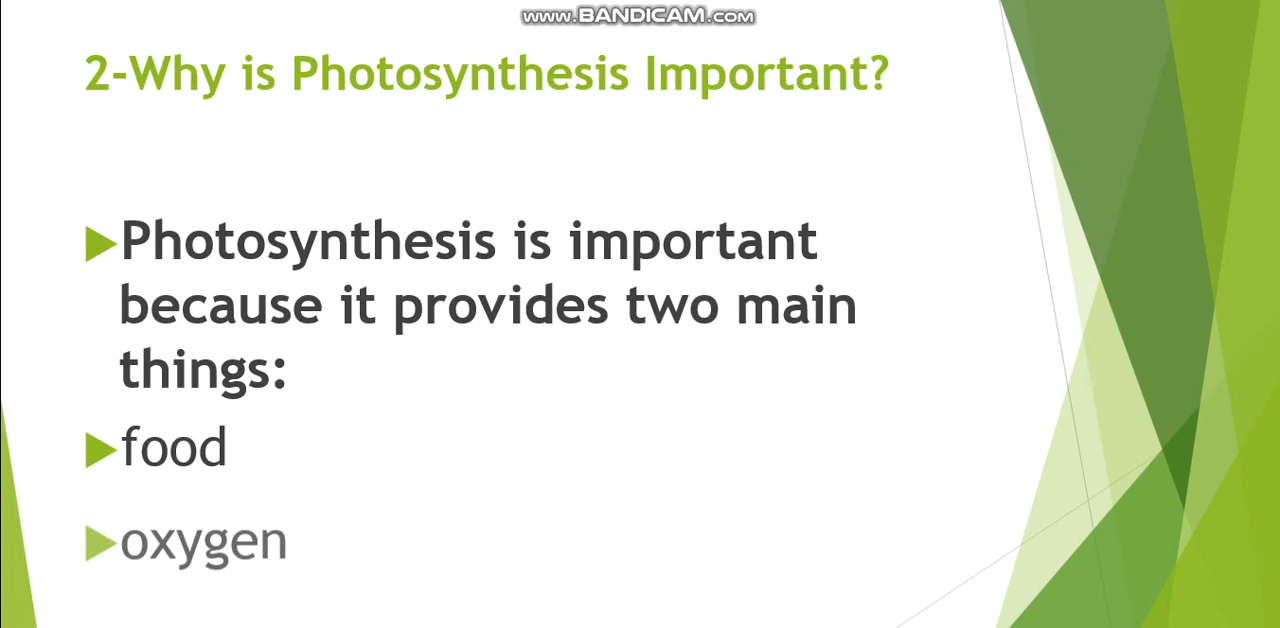 www.BANDICAM.com
2-Why is Photosynthesis Important?
Photosynthesis is important
because it provides two main
things:
food
oxygen